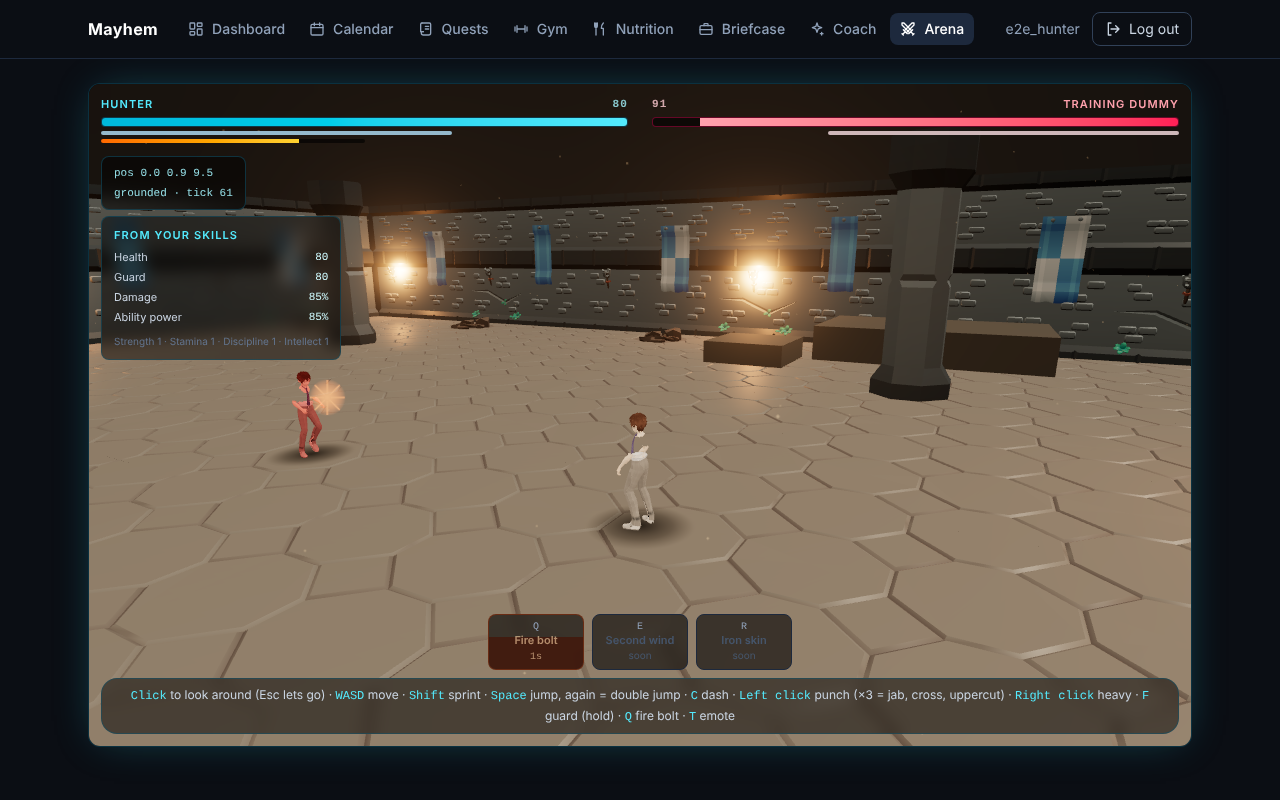 Mayhem Dashboard Calendar Quests Gym Nutrition Briefcase Coach Arena e2e_hunter Log out
HUNTER 80 91 TRAINING DUMMY
pos 0.0 0.9 9.5
grounded · tick 61
FROM YOUR SKILLS
Health 80
Guard 80
Damage 85%
Ability power 85%
Strength 1 · Stamina 1 · Discipline 1 · Intellect 1
Q E R
Fire bolt Second wind Iron skin
1s soon soon
Click to look around (Esc lets go) · WASD move · Shift sprint · Space jump, again = double jump · C dash · Left click punch (×3 = jab, cross, uppercut) · Right click heavy · F
guard (hold) · Q fire bolt · T emote